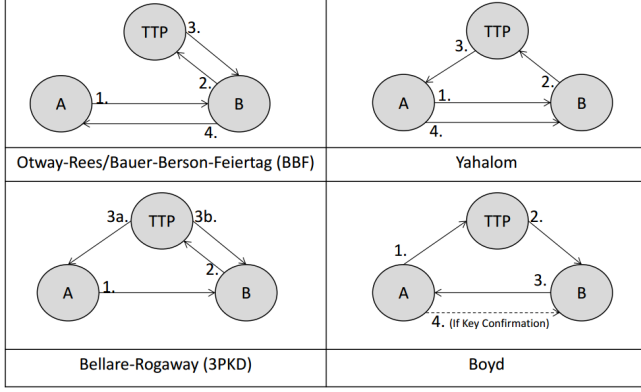 TTP
3.
2.
A
1.
B
4.
Otway-Rees/Bauer-Berson-Feiertag (BBF)
TTP
3.
2.
A
1.
B
4.
Yahalom
3a.
TTP
3b.
2.
A
1.
B
Bellare-Rogaway (3PKD)
TTP
2.
1.
A
3.
B
4. (If Key Confirmation)
Boyd